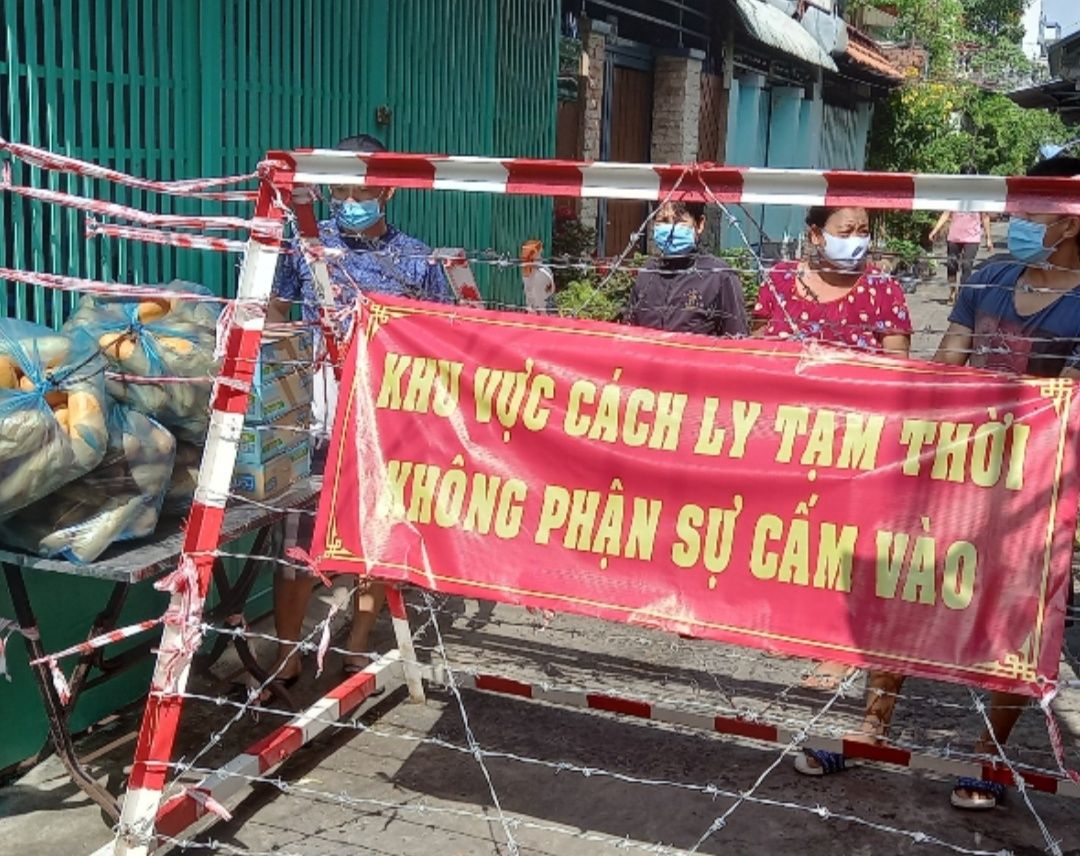 KHU VỰC CÁCH LY TẠM THỜI
KHÔNG PHẬN SỰ CẤM VÀO